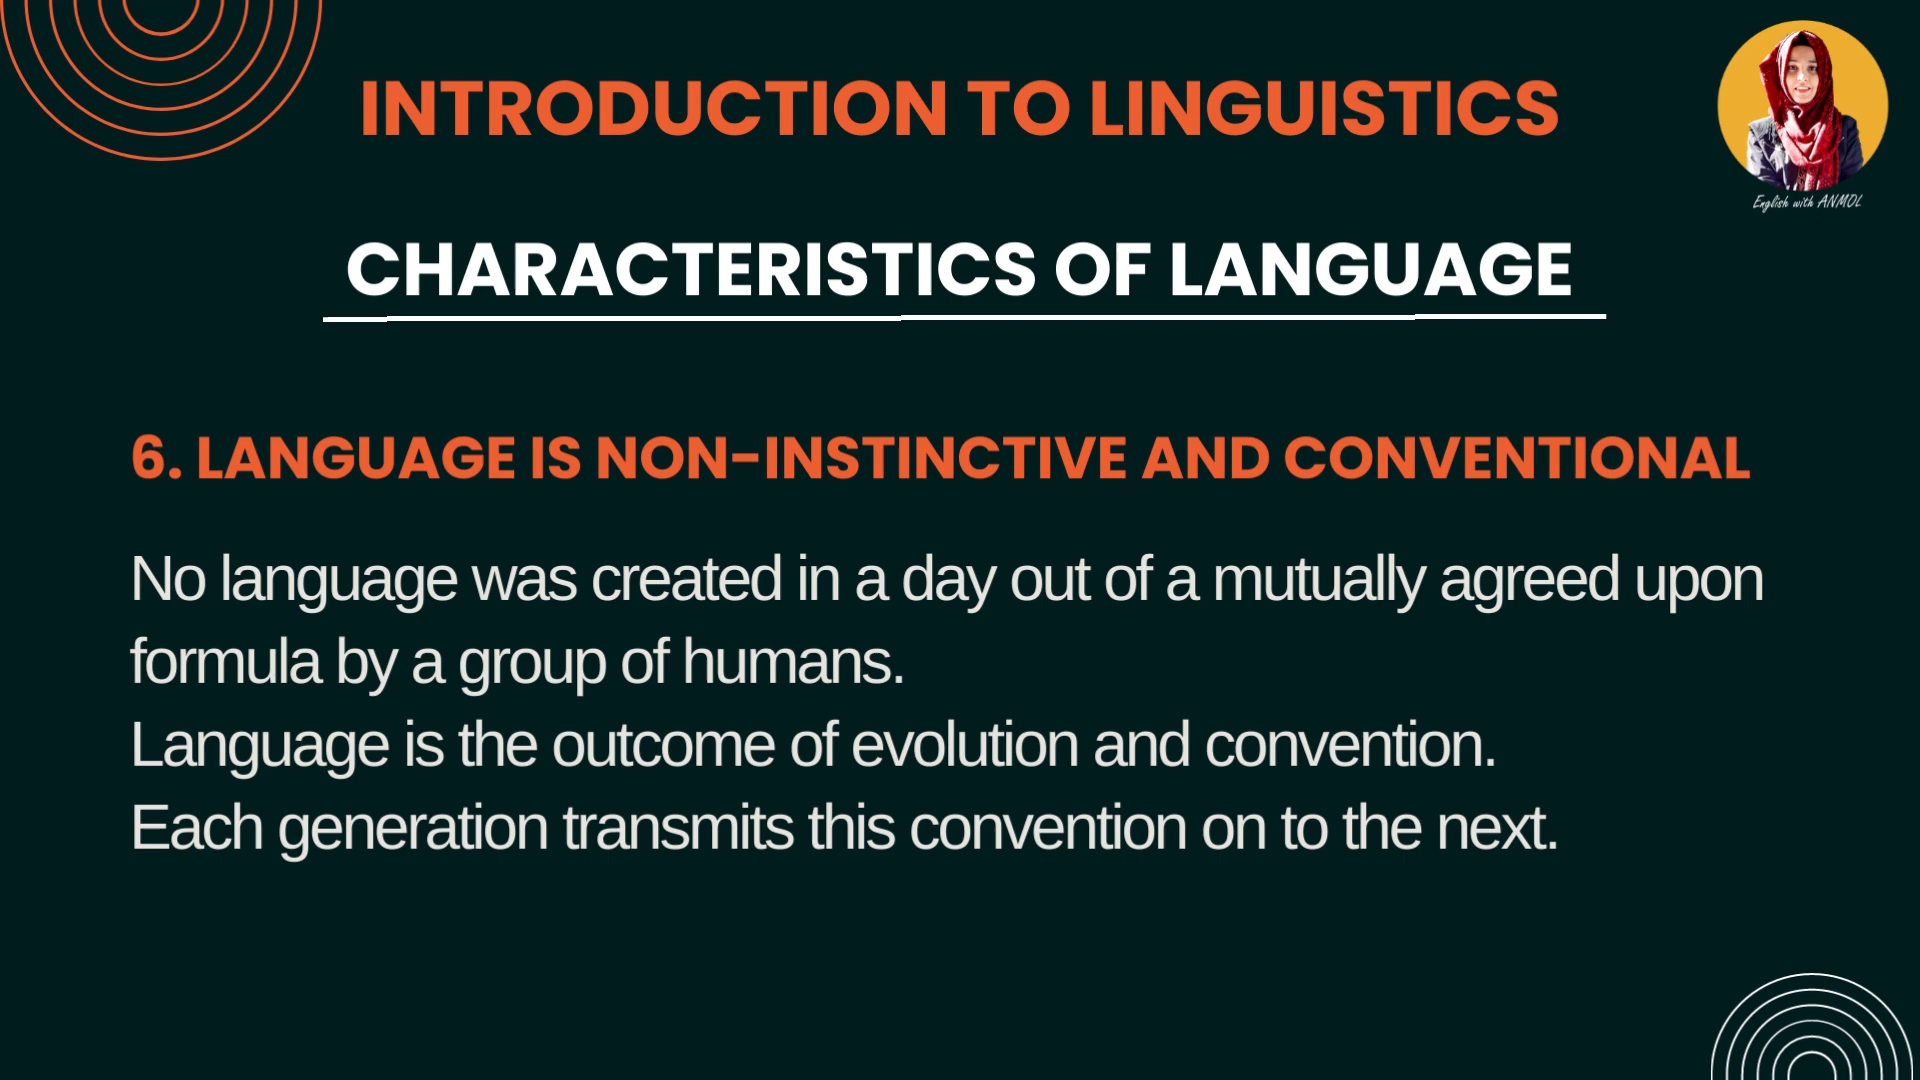 INTRODUCTION TO LINGUISTICS
English with ANMOL
CHARACTERISTICS OF LANGUAGE
6. LANGUAGE IS NON-INSTINCTIVE AND CONVENTIONAL
No language was created in a day out of a mutually agreed upon
formula by a group of humans.
Language is the outcome of evolution and convention.
Each generation transmits this convention on to the next.